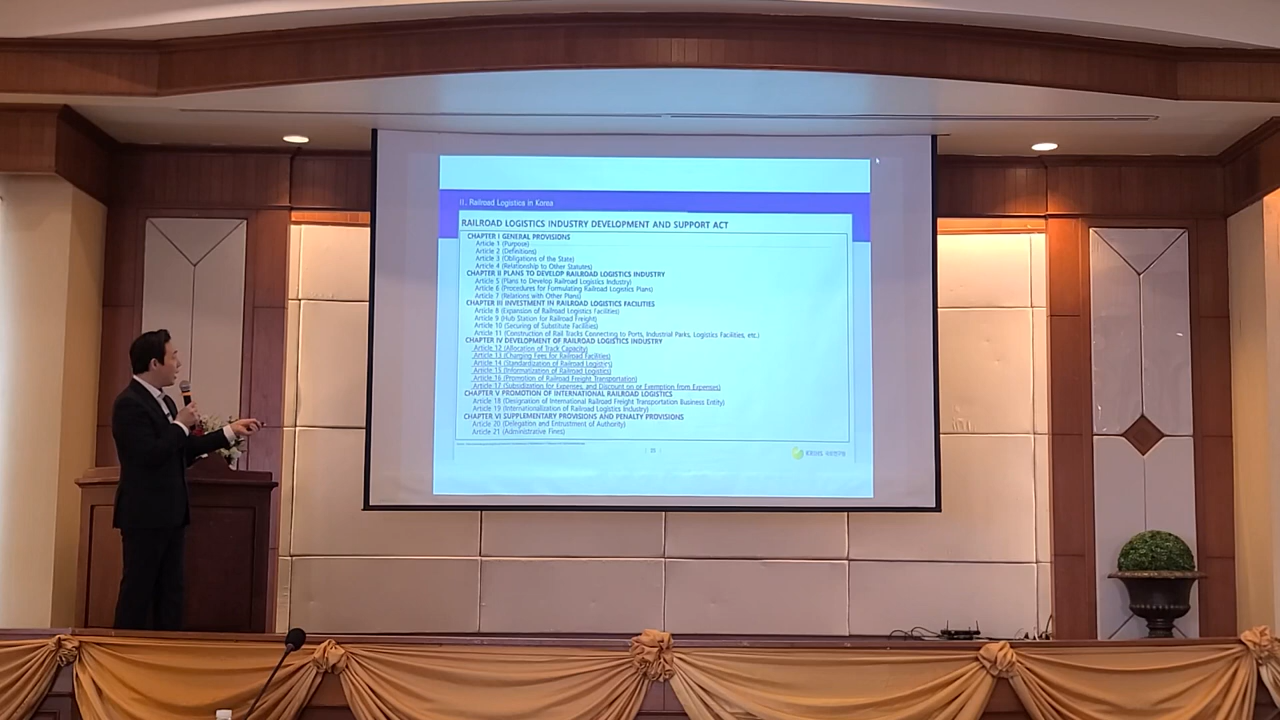 II. Railroad Logistics in Korea
RAILROAD LOGISTICS INDUSTRY DEVELOPMENT AND SUPPORT ACT
CHAPTER I GENERAL PROVISIONS
Article 1 (Purpose)
Article 2 (Definitions)
Article 3 (Obligations of the State)
Article 4 (Relationship to Other Statutes)
CHAPTER II PLANS TO DEVELOP RAILROAD LOGISTICS INDUSTRY
Article 5 (Plans to Develop Railroad Logistics Industry)
Article 6 (Procedures for Formulating Railroad Logistics Plans)
Article 7 (Relations with Other Plans)
CHAPTER III INVESTMENT IN RAILROAD LOGISTICS FACILITIES
Article 8 (Expansion of Railroad Logistics Facilities)
Article 9 (Hub Station for Railroad Freight)
Article 10 (Securing of Substitute Facilities)
Article 11 (Construction of Rail Tracks Connecting to Ports, Industrial Parks, Logistics Facilities, etc.)
CHAPTER IV DEVELOPMENT OF RAILROAD LOGISTICS INDUSTRY
Article 12 (Allocation of Track Capacity)
Article 13 (Charging Fees for Railroad Facilities)
Article 14 (Standardization of Railroad Logistics)
Article 15 (Informatization of Railroad Logistics)
Article 16 (Promotion of Railroad Freight Transportation)
Article 17 (Subsidization for Expenses, and Discount on or Exemption from Expenses)
CHAPTER V PROMOTION OF INTERNATIONAL RAILROAD LOGISTICS
Article 18 (Designation of International Railroad Freight Transportation Business Entity)
Article 19 (Internationalization of Railroad Logistics Industry)
CHAPTER VI SUPPLEMENTARY PROVISIONS AND PENALTY PROVISIONS
Article 20 (Delegation and Entrustment of Authority)
Article 21 (Administrative Fines)